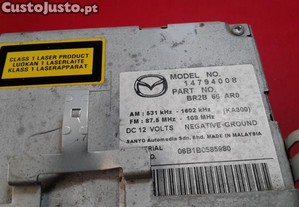 CustoJusto
CLASS 1 LASER PRODUCT
LUOKAN 1 LASERLAITE
KLASS 1 LASERAPPARAT
MODEL NO.
14794008
PART NO.
BR2B 66 AR0
AM : 531 kHz - 1602 kHz (KA500)
FM : 87.5 MHz - 108 MHz
DC 12 VOLTS NEGATIVE GROUND
SANYO Automedia Sdn. Bhd. MADE IN MALAYSIA
SERIAL
06B1B0585980